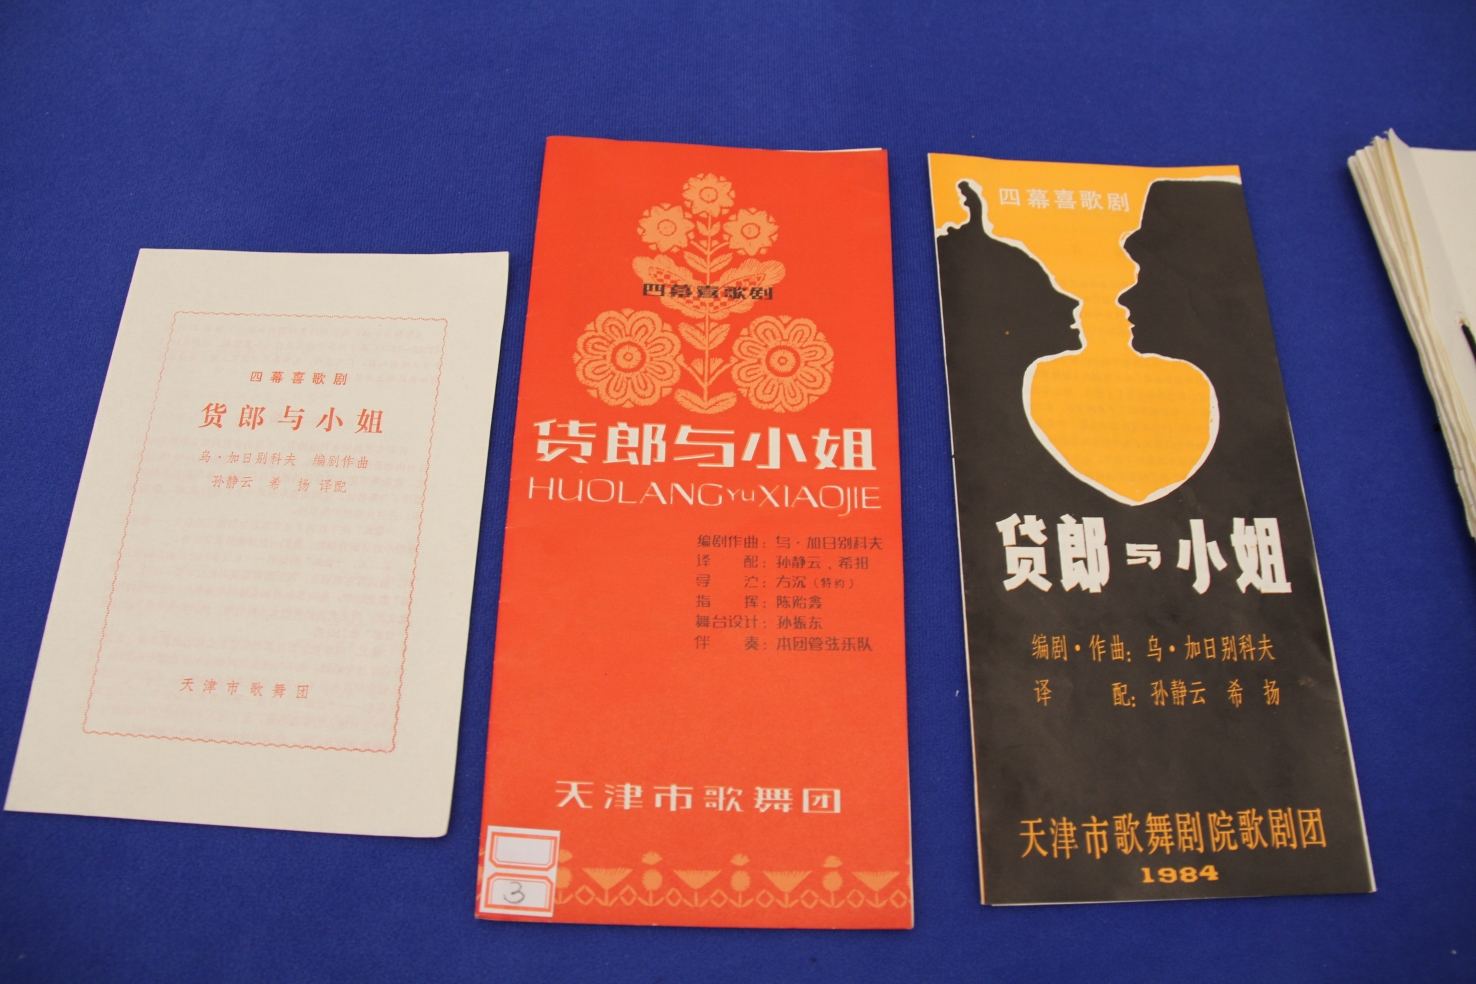 四幕喜歌剧
货郎与小姐
乌·加日别科夫 编剧作曲
孙静云 希 扬 译配
天津市歌舞团
四幕喜歌剧
货郎与小姐
HUOLANG YU XIAOJIE
编剧作曲：乌·加日别科夫
译 配：孙静云、希扬
导 演：方沉（特约）
指 挥：陈贻鑫
舞台设计：孙振东
伴 奏：本团管弦乐队
天津市歌舞团
3
四幕喜歌剧
货郎与小姐
编剧·作曲：乌·加日别科夫
译 配：孙静云 希 扬
天津市歌舞剧院歌剧团
1984